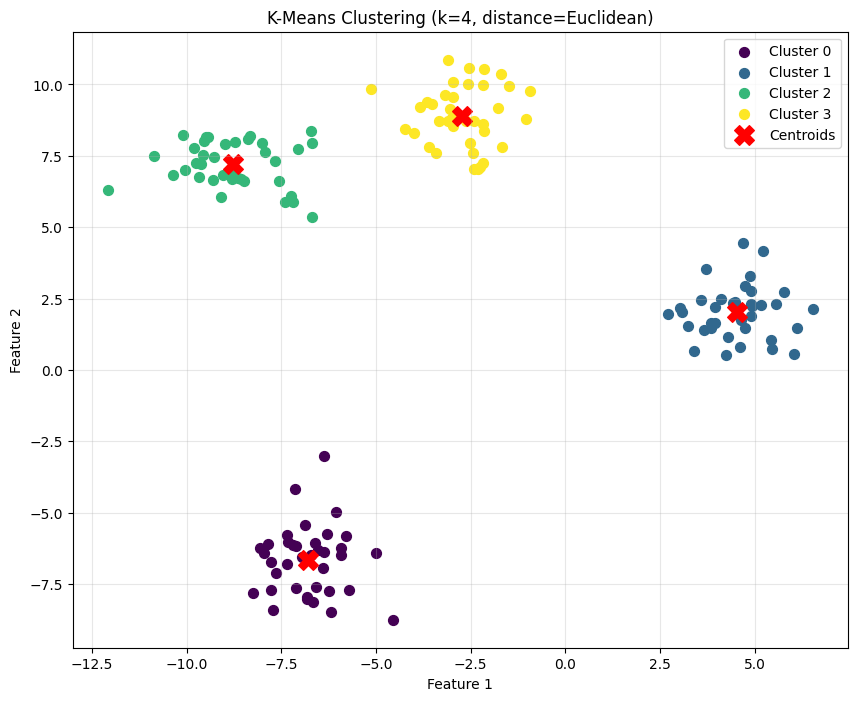 K-Means Clustering (k=4, distance=Euclidean)
Cluster 0
Cluster 1
Cluster 2
Cluster 3
Centroids
Feature 2
10.0
7.5
5.0
2.5
0.0
−2.5
−5.0
−7.5
−12.5 −10.0 −7.5 −5.0 −2.5 0.0 2.5 5.0
Feature 1